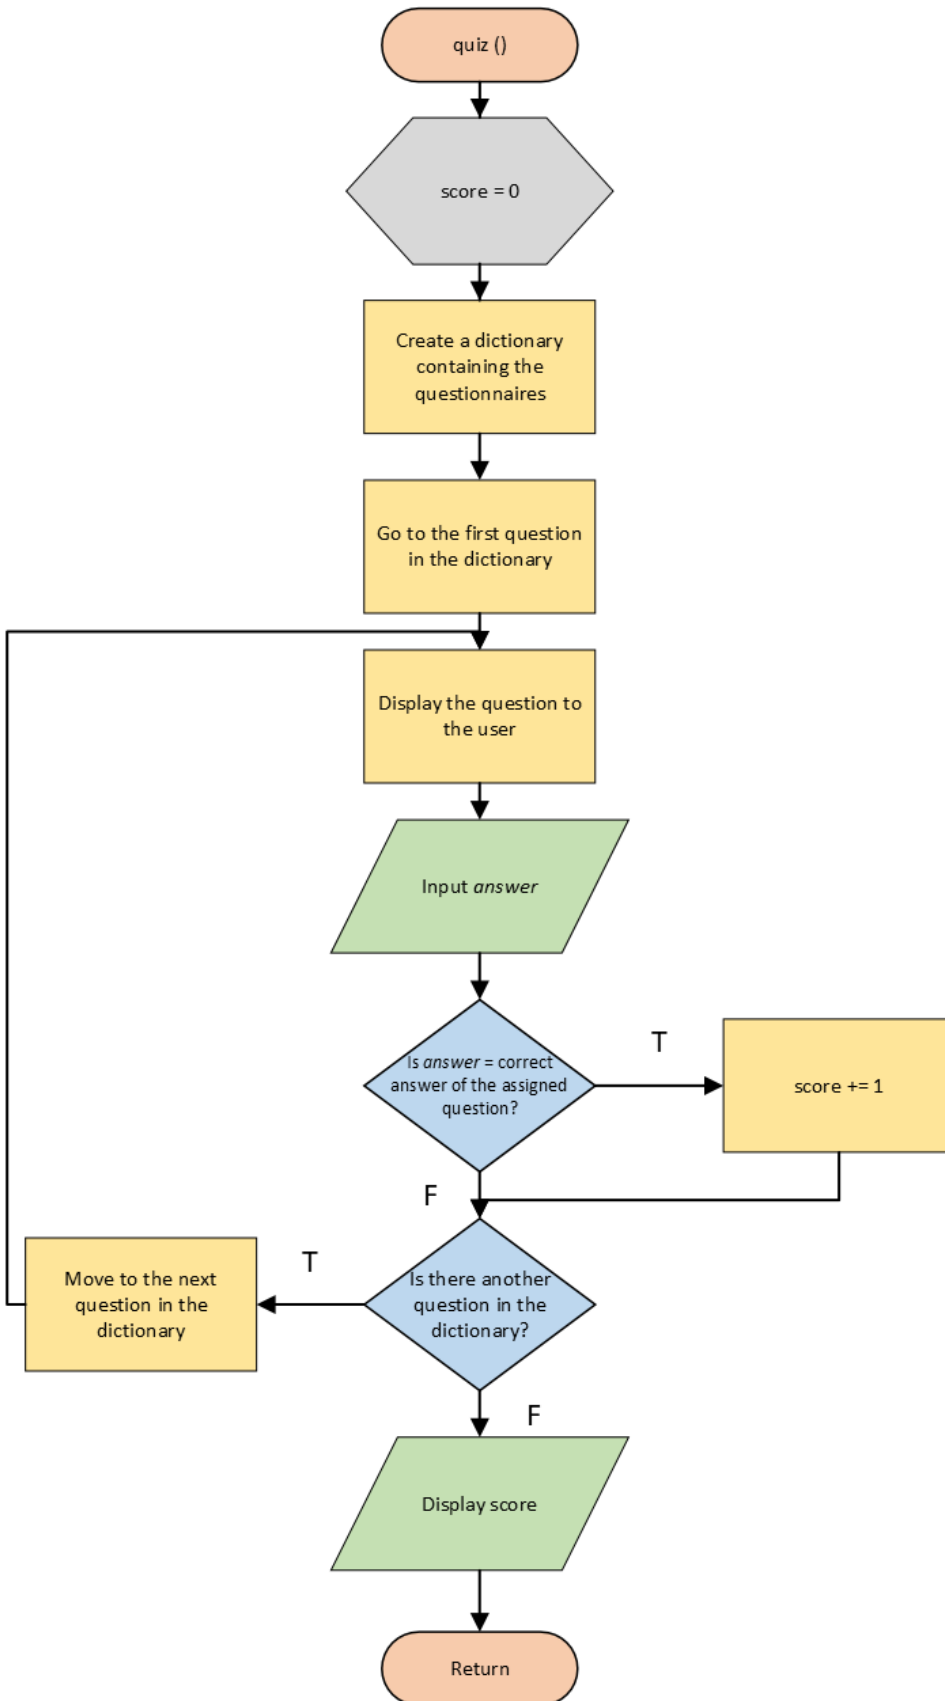 quiz ()
score = 0
Create a dictionary
containing the
questionnaires
Go to the first question
in the dictionary
Display the question to
the user
Input answer
Is answer = correct
answer of the assigned
question?
T
score += 1
F
Is there another
question in the
dictionary?
T
Move to the next
question in the
dictionary
F
Display score
Return